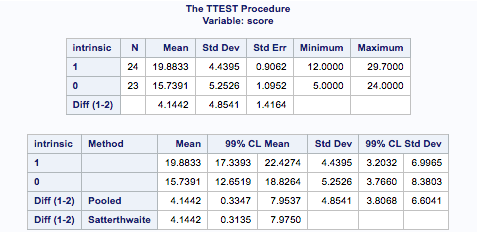 The TTEST Procedure
Variable: score
intrinsic N Mean Std Dev Std Err Minimum Maximum
1 24 19.8833 4.4395 0.9062 12.0000 29.7000
0 23 15.7391 5.2526 1.0952 5.0000 24.0000
Diff (1-2) 4.1442 4.8541 1.4164
intrinsic Method Mean 99% CL Mean Std Dev 99% CL Std Dev
1 19.8833 17.3393 22.4274 4.4395 3.2032 6.9965
0 15.7391 12.6519 18.8264 5.2526 3.7660 8.3803
Diff (1-2) Pooled 4.1442 0.3347 7.9537 4.8541 3.8068 6.6041
Diff (1-2) Satterthwaite 4.1442 0.3135 7.9750